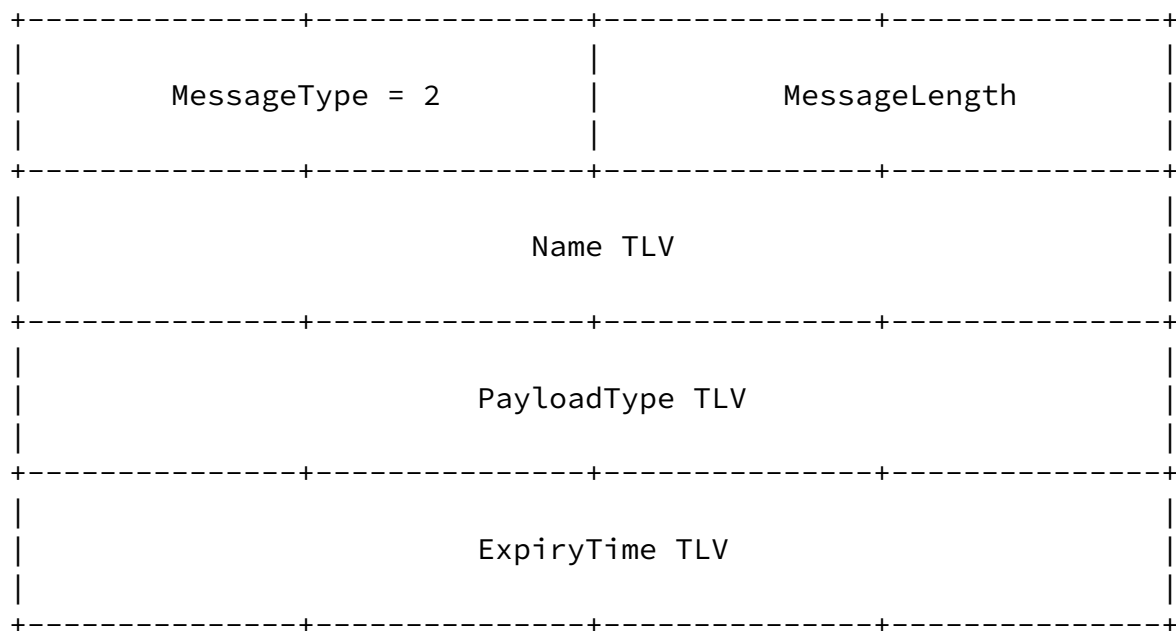 MessageType = 2 MessageLength
Name TLV
PayloadType TLV
ExpiryTime TLV